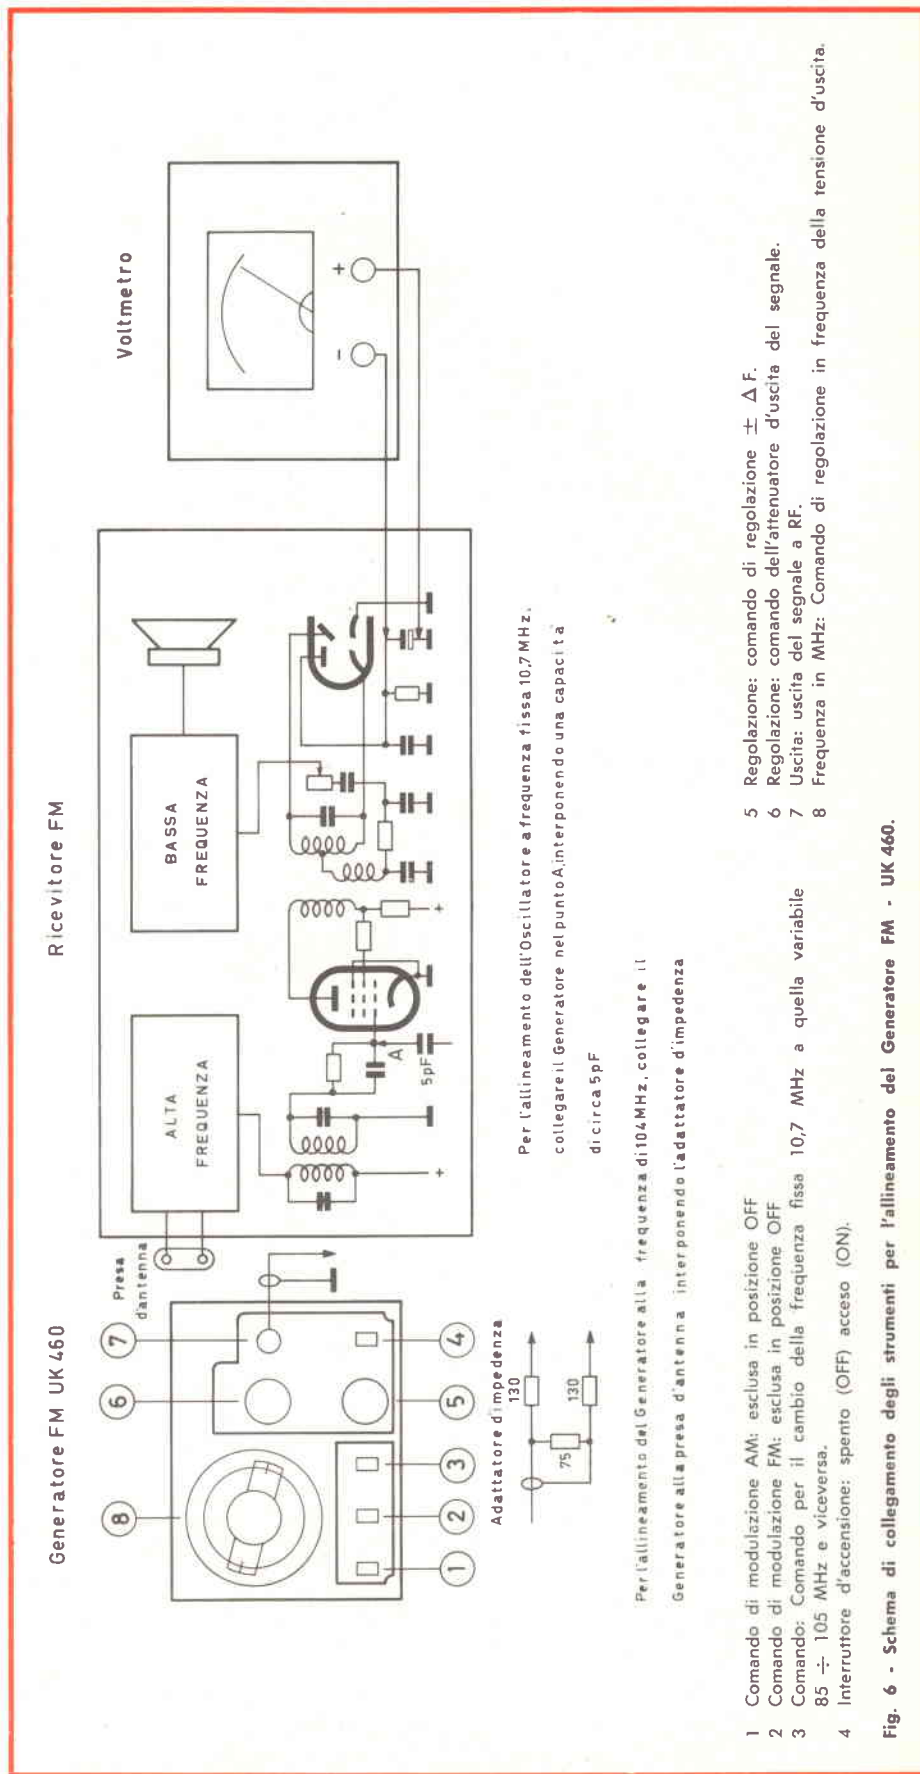 Generatore FM UK 460
Ricevitore FM
Voltmetro
8
6
7
Presa
d'antenna
1
2
3
5
4
ALTA
FREQUENZA
BASSA
FREQUENZA
A
5pF
+
+
-
+
Adattatore d'impedenza
130
75
130
Per l'allineamento dell'Oscillatore a frequenza fissa 10,7 MHz,
collegare il Generatore nel punto A, interponendo una capacita
di circa 5pF
Per l'allineamento del Generatore alla frequenza di 104 MHz, collegare il
Generatore alla presa d'antenna interponendo l'adattatore d'impedenza
1 Comando di modulazione AM: esclusa in posizione OFF
2 Comando di modulazione FM: esclusa in posizione OFF
3 Comando: Comando per il cambio della frequenza fissa 10,7 MHz a quella variabile
85 ÷ 105 MHz e viceversa.
4 Interruttore d'accensione: spento (OFF) acceso (ON).
5 Regolazione: comando di regolazione ± Δ F.
6 Regolazione: comando dell'attenuatore d'uscita del segnale.
7 Uscita: uscita del segnale a RF.
8 Frequenza in MHz: Comando di regolazione in frequenza della tensione d'uscita.
Fig. 6 - Schema di collegamento degli strumenti per l'allineamento del Generatore FM - UK 460.